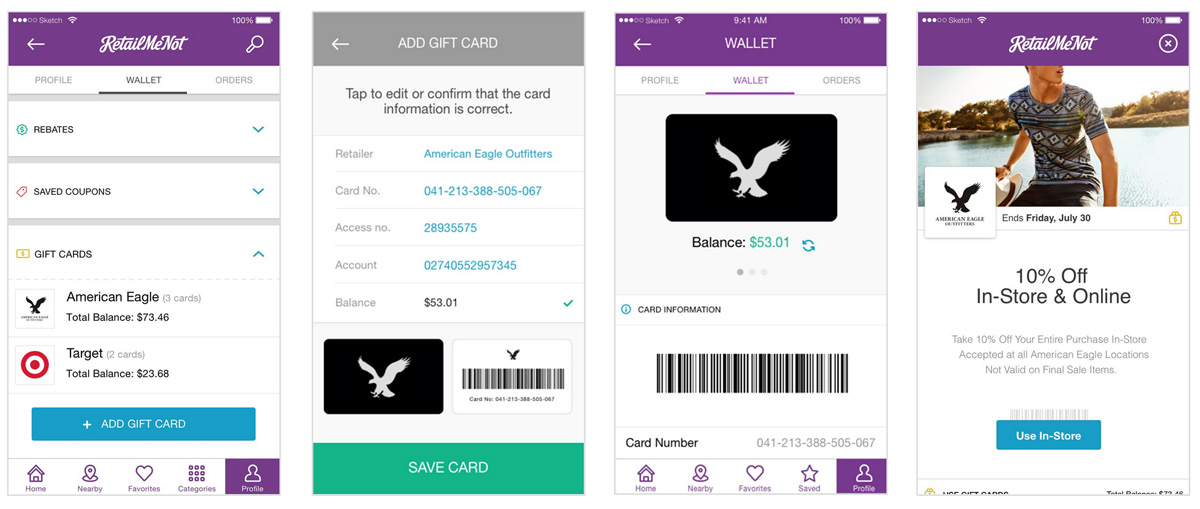 ●●●○○ Sketch 100%
RetailMeNot
PROFILE WALLET ORDERS
REBATES
SAVED COUPONS
GIFT CARDS
American Eagle (3 cards)
AMERICAN EAGLE
OUTFITTERS
Total Balance: $73.46
Target (2 cards)
Total Balance: $23.68
+ ADD GIFT CARD
Home Nearby Favorites Categories Profile
ADD GIFT CARD
Tap to edit or confirm that the card
information is correct.
Retailer American Eagle Outfitters
Card No. 041-213-388-505-067
Access no. 28935575
Account 02740552957345
Balance $53.01
Card No: 041-213-388-505-067
SAVE CARD
●●●○○ Sketch 9:41 AM 100%
WALLET
PROFILE WALLET ORDERS
Balance: $53.01
CARD INFORMATION
Card Number 041-213-388-505-067
Home Nearby Favorites Saved Profile
●●●○○ Sketch 100%
RetailMeNot
AMERICAN EAGLE
OUTFITTERS
Ends Friday, July 30
10% Off
In-Store & Online
Take 10% Off Your Entire Purchase In-Store
Accepted at all American Eagle Locations
Not Valid on Final Sale Items.
Use In-Store
USE GIFT CARDS Total Balance: $73.46